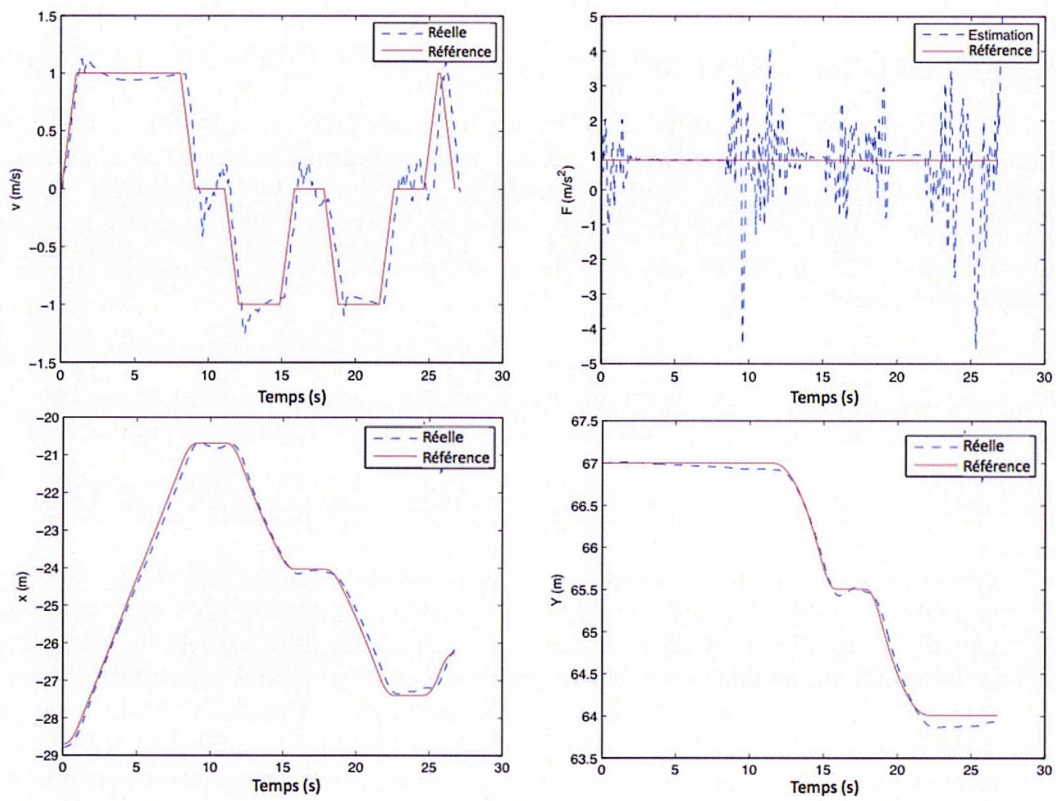 1.5
1
0.5
0
−0.5
−1
−1.5
0 5 10 15 20 25 30
v (m/s)
Temps (s)
Réelle
Référence
5
4
3
2
1
0
−1
−2
−3
−4
−5
0 5 10 15 20 25 30
F (m/s²)
Temps (s)
Estimation
Référence
−20
−21
−22
−23
−24
−25
−26
−27
−28
−29
0 5 10 15 20 25 30
x (m)
Temps (s)
Réelle
Référence
67.5
67
66.5
66
65.5
65
64.5
64
63.5
0 5 10 15 20 25 30
Y (m)
Temps (s)
Réelle
Référence